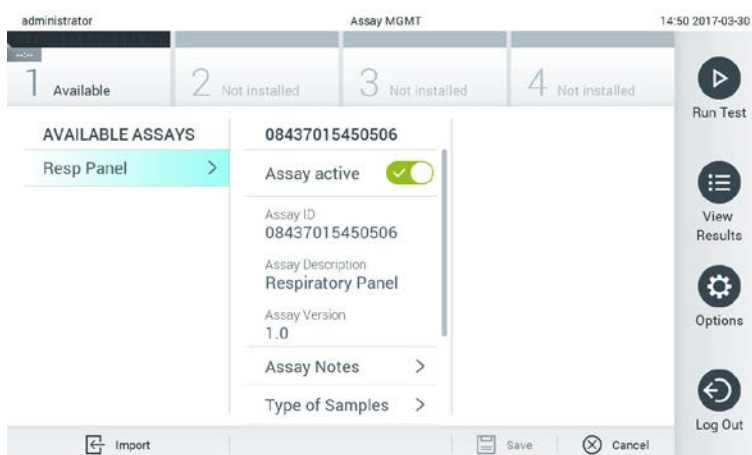 administrator Assay MGMT 14:50 2017-03-30
--:--
1 Available 2 Not installed 3 Not installed 4 Not installed
Run Test
AVAILABLE ASSAYS
Resp Panel
08437015450506
Assay active
Assay ID
08437015450506
Assay Description
Respiratory Panel
Assay Version
1.0
Assay Notes
Type of Samples
View
Results
Options
Log Out
Import Save Cancel